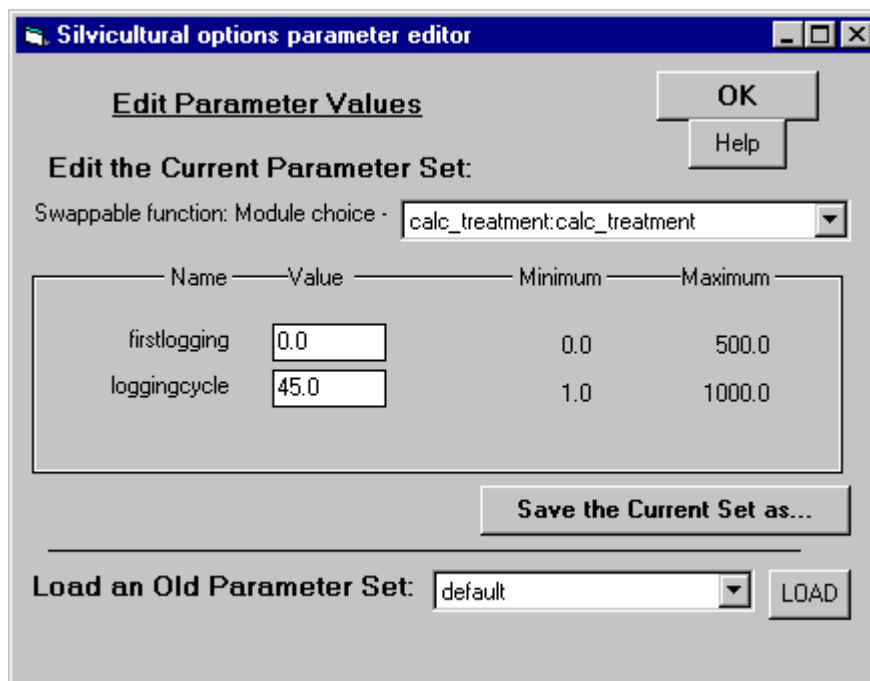 Silvicultural options parameter editor
Edit Parameter Values
OK
Help
Edit the Current Parameter Set:
Swappable function: Module choice - calc_treatment:calc_treatment
Name Value Minimum Maximum
firstlogging 0.0 0.0 500.0
loggingcycle 45.0 1.0 1000.0
Save the Current Set as...
Load an Old Parameter Set: default LOAD